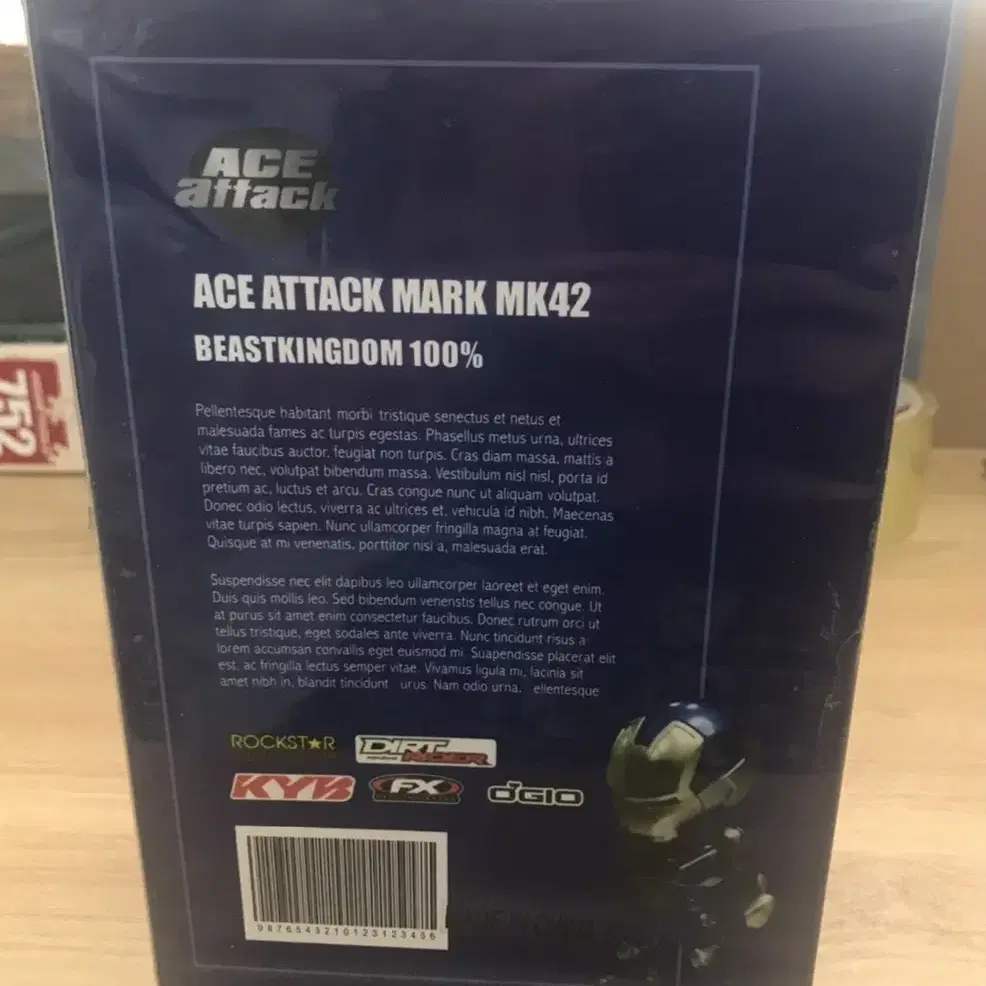 ACE
attack
ACE ATTACK MARK MK42
BEASTKINGDOM 100%
Pellentesque habitant morbi tristique senectus et netus et
malesuada fames ac turpis egestas. Phasellus metus urna, ultrices
vitae faucibus auctor, feugiat non turpis. Cras diam massa, mattis a
libero nec, volutpat bibendum massa. Vestibulum nisl nisl, porta id
pretium ac, luctus et arcu. Cras congue nunc ut aliquam volutpat.
Donec odio lectus, viverra ac ultrices et, vehicula id nibh. Maecenas
vitae turpis sapien. Nunc ullamcorper fringilla magna at feugiat.
Quisque at mi venenatis, porttitor nisi a, malesuada erat.
Suspendisse nec elit dapibus leo ullamcorper laoreet et eget enim.
Duis quis mollis leo. Sed bibendum venenstis tellus nec congue. Ut
at purus sit amet enim consectetur faucibus. Donec rutrum orci ut
tellus tristique, eget sodales ante viverra. Nunc tincidunt risus a
lorem accumsan convallis eget euismod mi. Suapendisse placerat elit
est, ac fringilla lectus semper vitae. Vivamus ligula mi, lacinia sit
amet nibh in, blandit tincidunt urus. Nam odio urna, ellentesque
ROCKST★R
DIRT
RIDER
KYB
FX
d'GIO
9876543210123123456
752